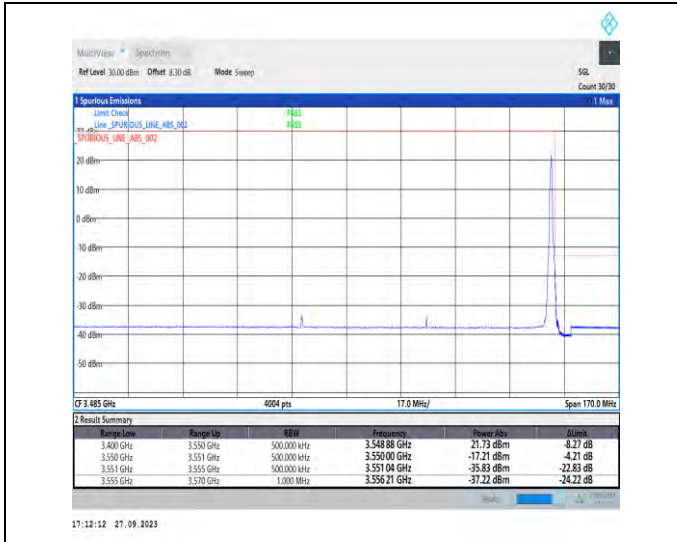 MultiView Spectrum
Ref Level 30.00 dBm Offset 8.30 dB Mode Sweep SGL
Count 30/30
1 Spurious Emissions 1 Max
Limit Check PASS
Line _SPURIOUS_LINE_ABS_002 PASS
30 dBm
_SPURIOUS_LINE_ABS_002
20 dBm
10 dBm
0 dBm
-10 dBm
-20 dBm
-30 dBm
-40 dBm
-50 dBm
CF 3.485 GHz 4004 pts 17.0 MHz/ Span 170.0 MHz
2 Result Summary
Range Low Range Up RBW Frequency Power Abs ΔLimit
3.400 GHz 3.550 GHz 500.000 kHz 3.548 88 GHz 21.73 dBm -8.27 dB
3.550 GHz 3.551 GHz 500.000 kHz 3.550 00 GHz -17.21 dBm -4.21 dB
3.551 GHz 3.555 GHz 500.000 kHz 3.551 04 GHz -35.83 dBm -22.83 dB
3.555 GHz 3.570 GHz 1.000 MHz 3.556 21 GHz -37.22 dBm -24.22 dB
17:12:12 27.09.2023